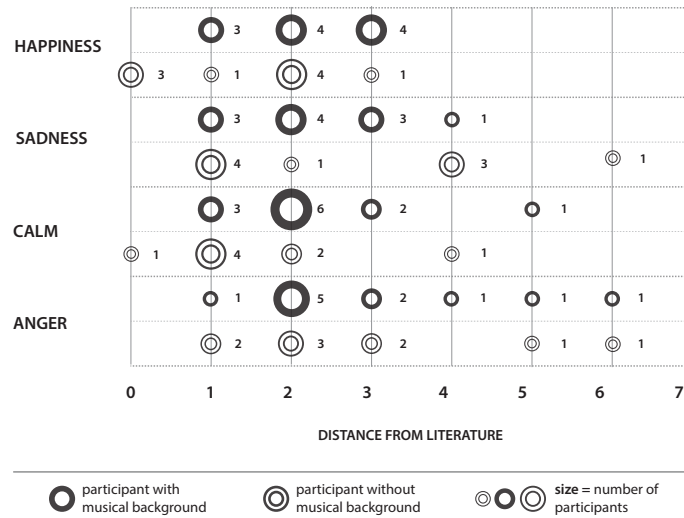 HAPPINESS
3 4 4
3 1 4 1
SADNESS
3 4 3 1
4 1 3 1
CALM
3 6 2 1
1 4 2 1
ANGER
1 5 2 1 1 1
2 3 2 1 1
0 1 2 3 4 5 6 7
DISTANCE FROM LITERATURE
participant with
musical background
participant without
musical background
size = number of
participants